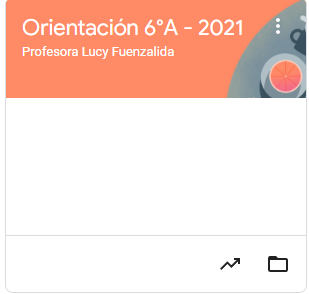 Orientación 6°A - 2021
Profesora Lucy Fuenzalida